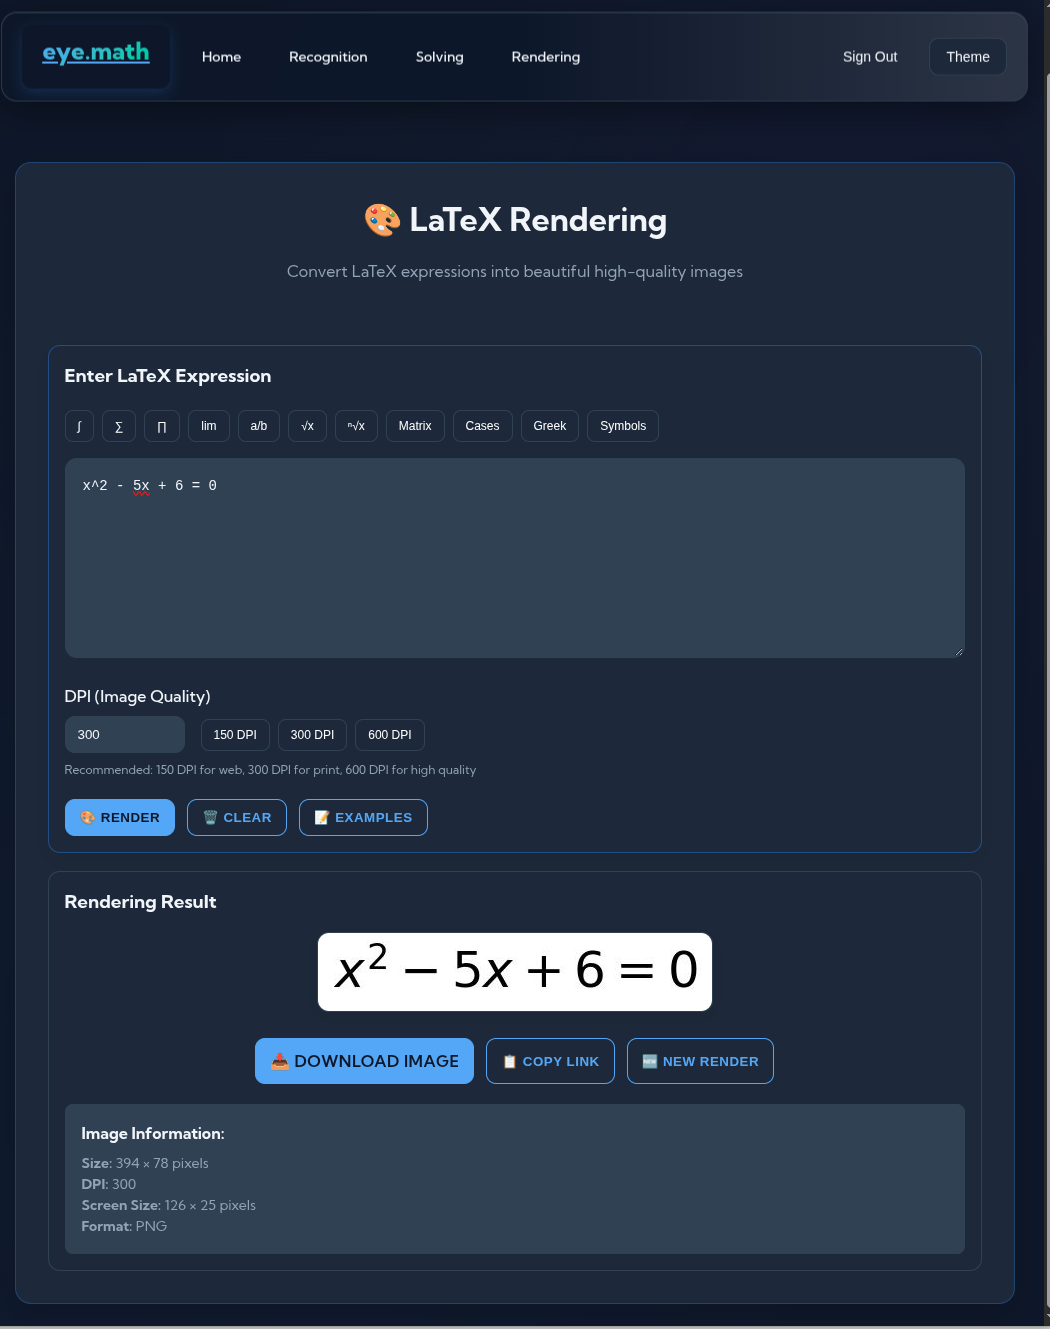 eye.math Home Recognition Solving Rendering Sign Out Theme
🎨 LaTeX Rendering
Convert LaTeX expressions into beautiful high-quality images
Enter LaTeX Expression
∫ ∑ ∏ lim a/b √x ⁿ√x Matrix Cases Greek Symbols
x^2 - 5x + 6 = 0
DPI (Image Quality)
300 150 DPI 300 DPI 600 DPI
Recommended: 150 DPI for web, 300 DPI for print, 600 DPI for high quality
🎨 RENDER 🗑️ CLEAR 📝 EXAMPLES
Rendering Result
x² − 5x + 6 = 0
📥 DOWNLOAD IMAGE 📋 COPY LINK 🆕 NEW RENDER
Image Information:
Size: 394 × 78 pixels
DPI: 300
Screen Size: 126 × 25 pixels
Format: PNG